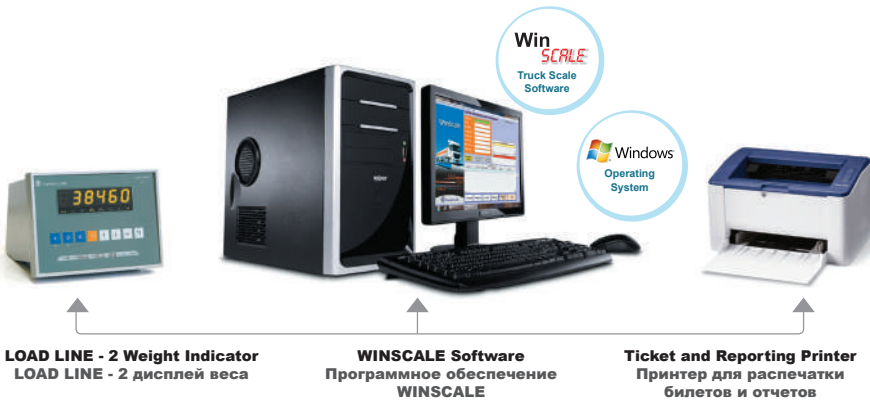 Win
SCALE
Truck Scale
Software
Windows
Operating
System
38460
LOAD LINE - 2 Weight Indicator
LOAD LINE - 2 дисплей веса
WINSCALE Software
Программное обеспечение
WINSCALE
Ticket and Reporting Printer
Принтер для распечатки
билетов и отчетов